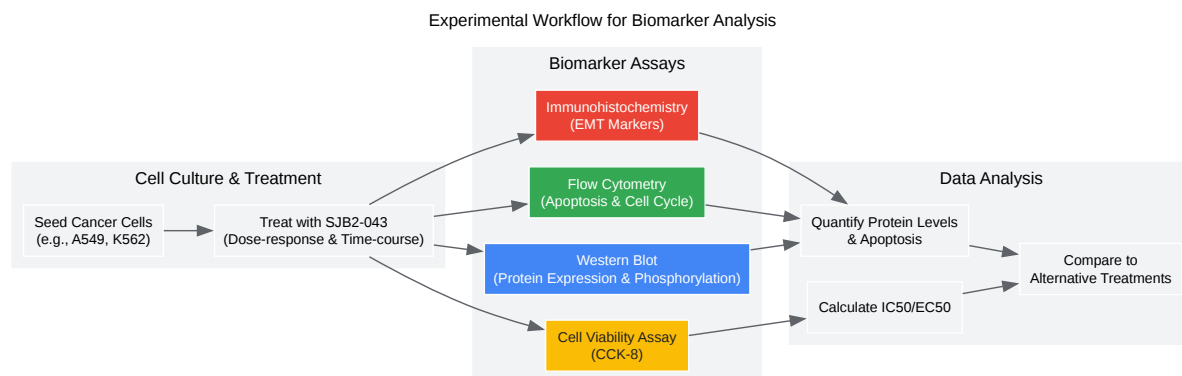 Experimental Workflow for Biomarker Analysis
Cell Culture & Treatment
Seed Cancer Cells
(e.g., A549, K562)
Treat with SJB2-043
(Dose-response & Time-course)
Biomarker Assays
Immunohistochemistry
(EMT Markers)
Flow Cytometry
(Apoptosis & Cell Cycle)
Western Blot
(Protein Expression & Phosphorylation)
Cell Viability Assay
(CCK-8)
Data Analysis
Quantify Protein Levels
& Apoptosis
Calculate IC50/EC50
Compare to
Alternative Treatments